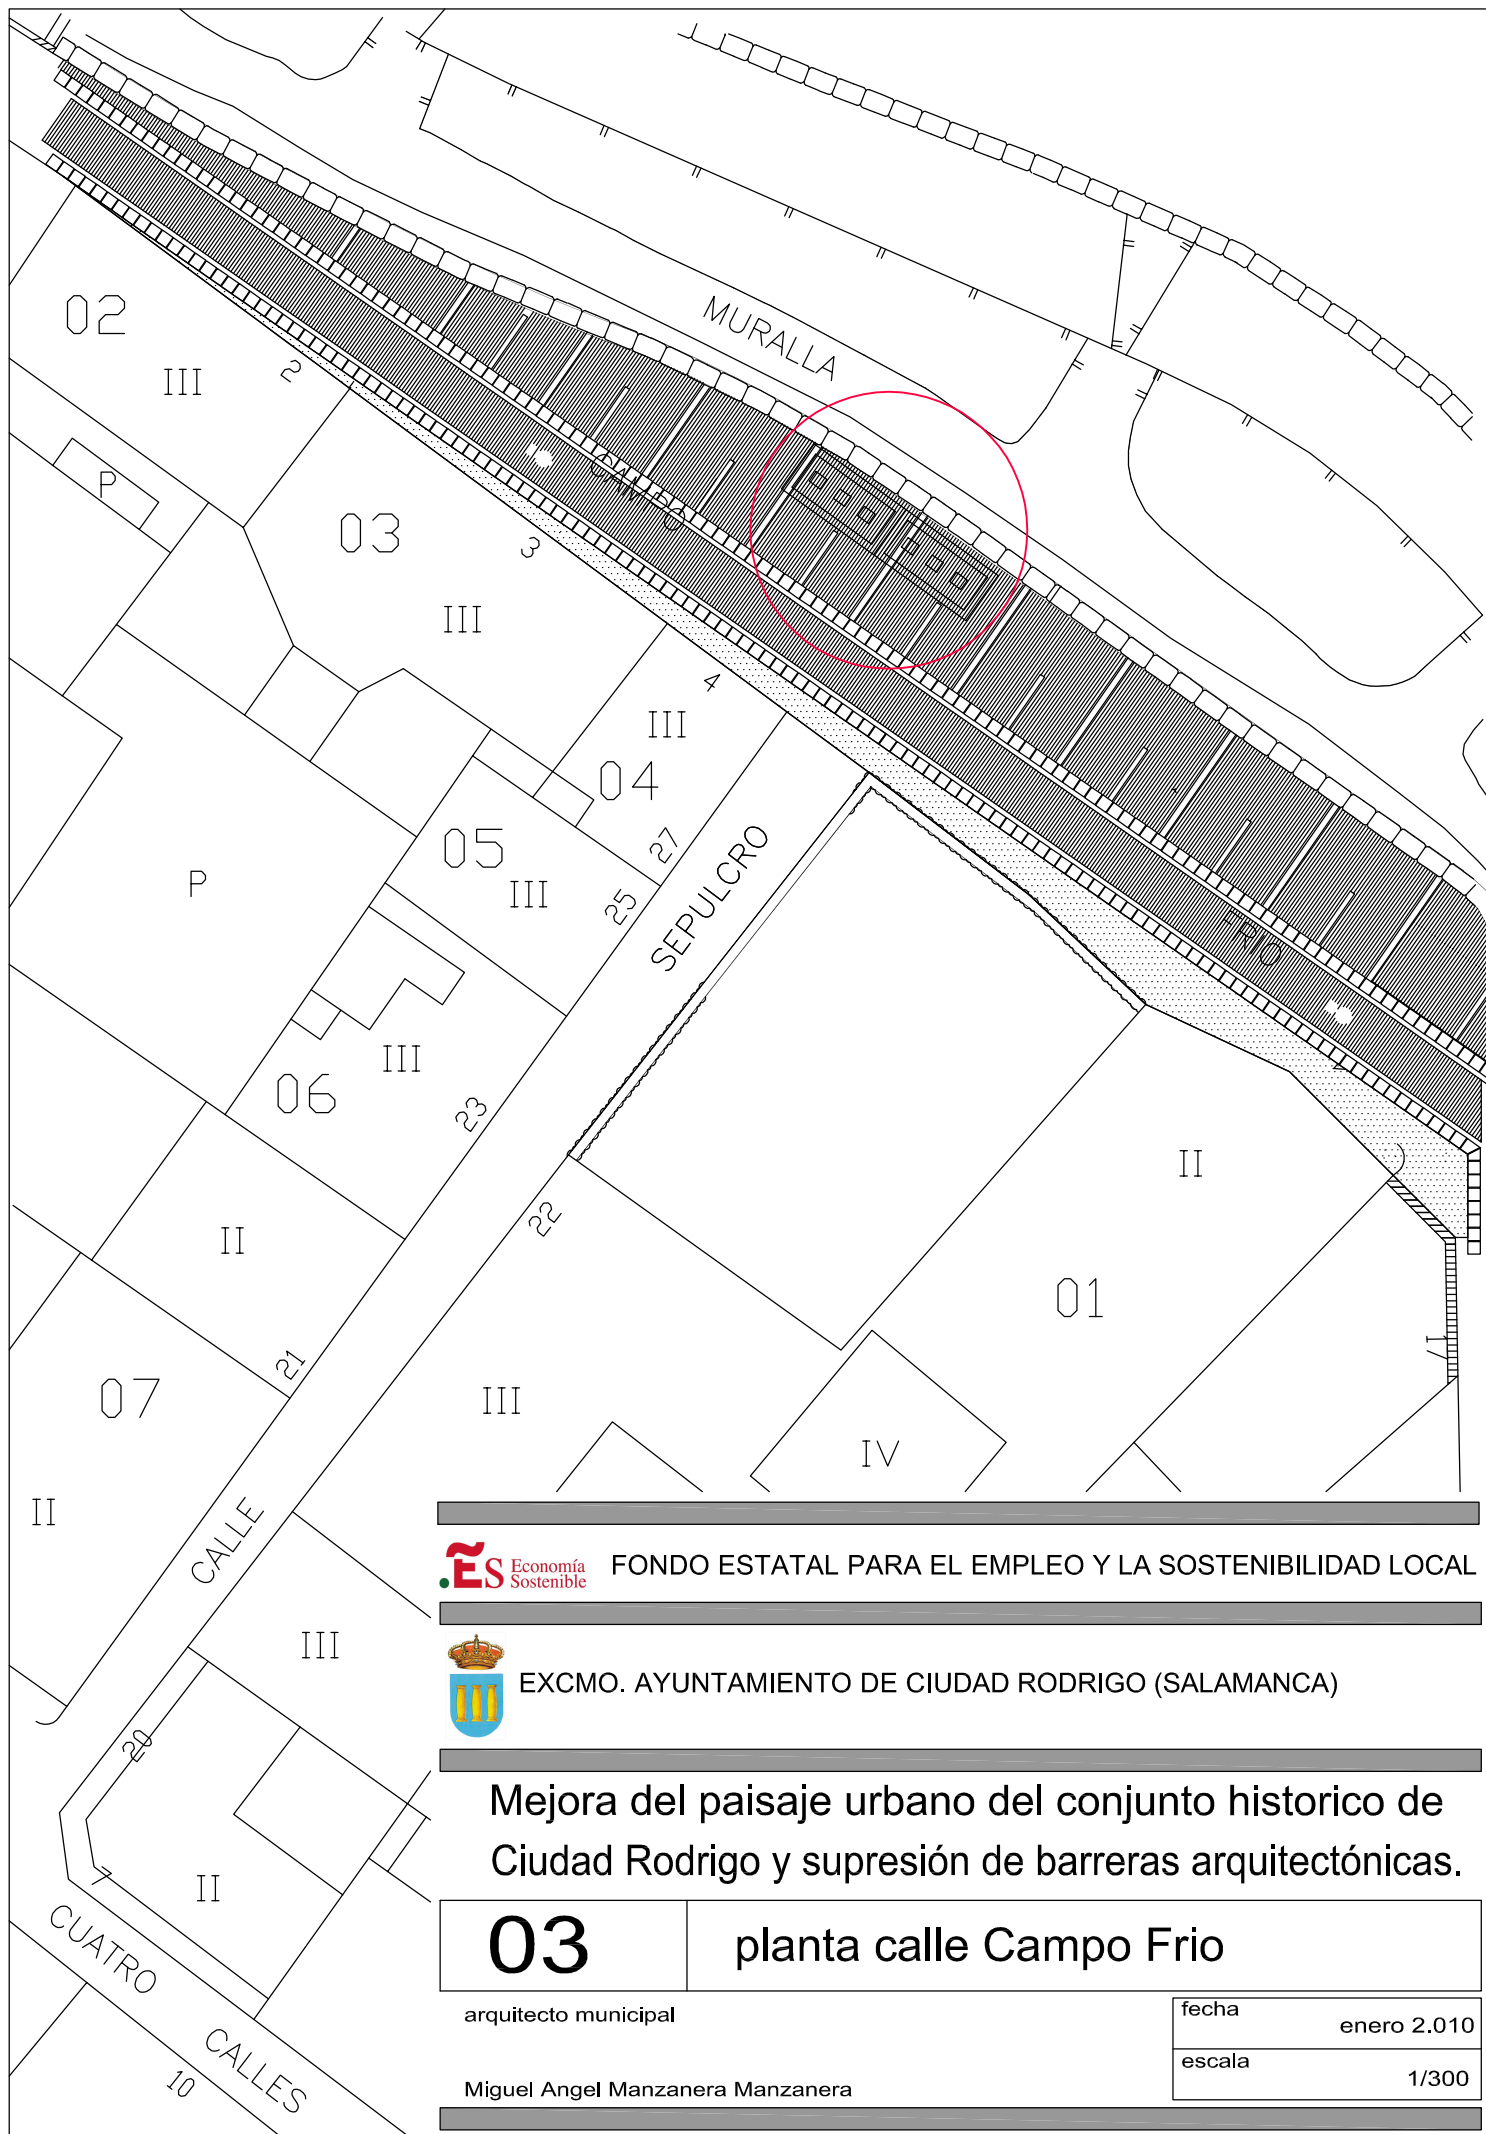 MURALLA
02
III
2
P
03
III
3
CAMPO
4
III
04
05
III
27
25
SEPULCRO
P
FRIO
06
III
23
II
22
II
01
17
21
07
III
IV
II
CALLE
III
20
7
II
CUATRO
CALLES
10
.ES Economía
Sostenible
FONDO ESTATAL PARA EL EMPLEO Y LA SOSTENIBILIDAD LOCAL
EXCMO. AYUNTAMIENTO DE CIUDAD RODRIGO (SALAMANCA)
Mejora del paisaje urbano del conjunto historico de
Ciudad Rodrigo y supresión de barreras arquitectónicas.
03
planta calle Campo Frio
arquitecto municipal
Miguel Angel Manzanera Manzanera
fecha
enero 2.010
escala
1/300